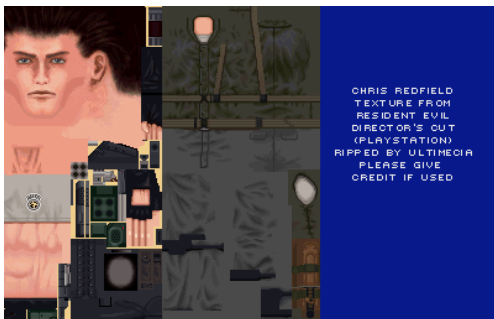 CHRIS REDFIELD
TEXTURE FROM
RESIDENT EVIL
DIRECTOR'S CUT
(PLAYSTATION)
RIPPED BY ULTIMECIA
PLEASE GIVE
CREDIT IF USED